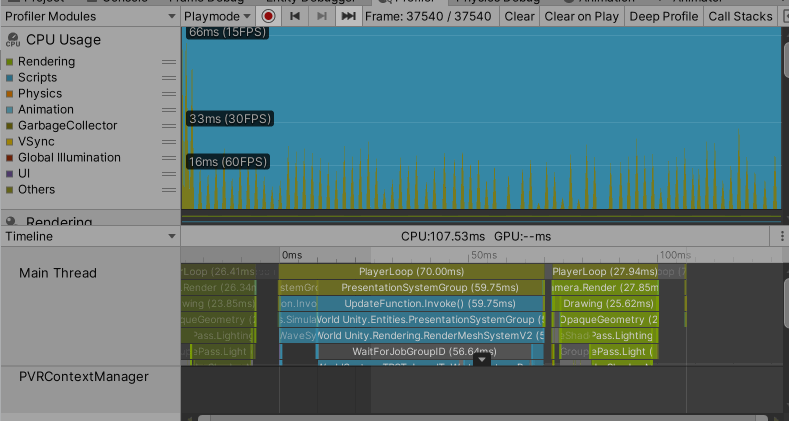 Profiler Modules Playmode Frame: 37540 / 37540 Clear Clear on Play Deep Profile Call Stacks
CPU Usage
Rendering
Scripts
Physics
Animation
GarbageCollector
VSync
Global Illumination
UI
Others
Rendering
66ms (15FPS)
33ms (30FPS)
16ms (60FPS)
Timeline CPU:107.53ms GPU:--ms
0ms 50ms 100ms
Main Thread
rLoop (26.41ms PlayerLoop (70.00ms) PlayerLoop (27.94ms)
.Render (26.34m stemGro PresentationSystemGroup (59.75ms) mera.Render (27.85m
wing (23.85ms) on.Invo UpdateFunction.Invoke() (59.75ms) Drawing (25.62ms)
queGeometry ( s.Simula World Unity.Entities.PresentationSystemGroup (5 OpaqueGeometry (2
Pass.Lighting WaveSy World Unity.Rendering.RenderMeshSystemV2 (5 Shad Pass.Lighting
ePass.Light WaitForJobGroupID (56.64ms) Group ePass.Light (
PVRContextManager